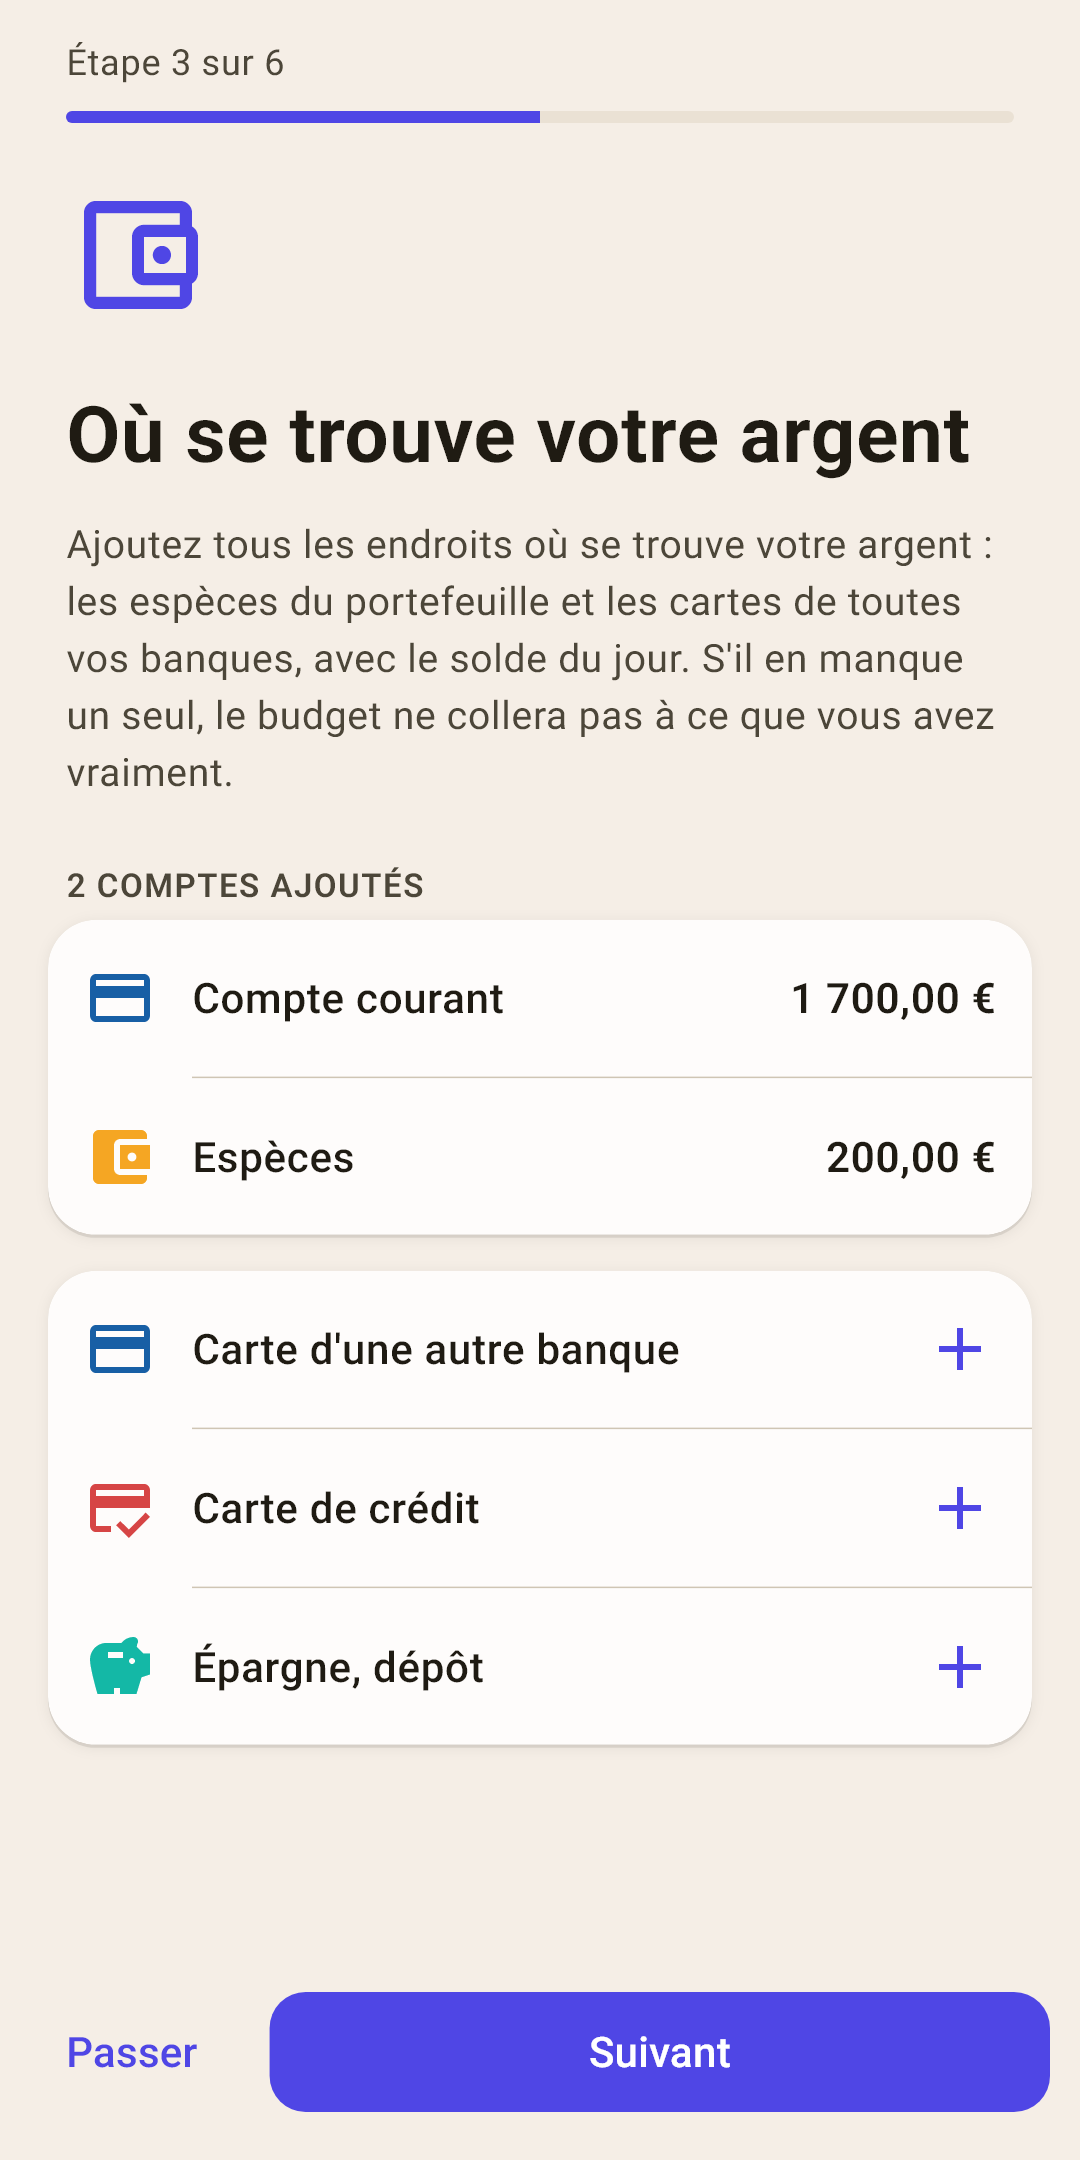 Étape 3 sur 6
Où se trouve votre argent
Ajoutez tous les endroits où se trouve votre argent :
les espèces du portefeuille et les cartes de toutes
vos banques, avec le solde du jour. S'il en manque
un seul, le budget ne collera pas à ce que vous avez
vraiment.
2 COMPTES AJOUTÉS
Compte courant 1 700,00 €
Espèces 200,00 €
Carte d'une autre banque
Carte de crédit
Épargne, dépôt
Passer Suivant